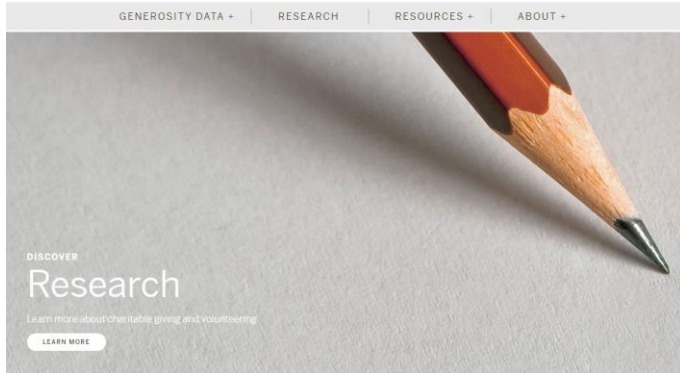 GENEROSITY DATA +
RESEARCH
RESOURCES +
ABOUT +
DISCOVER
Research
Learn more about charitable giving and volunteering
LEARN MORE